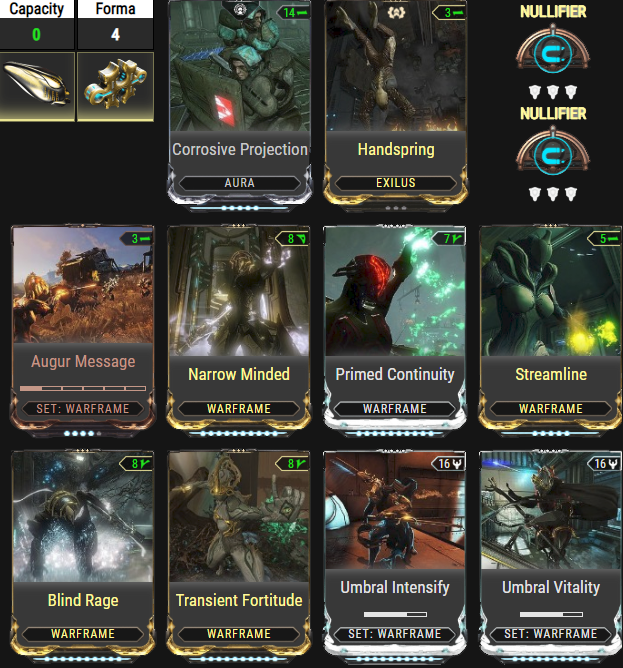 Capacity
Forma
0
4
14
Corrosive Projection
AURA
3
Handspring
EXILUS
NULLIFIER
NULLIFIER
3
Augur Message
SET: WARFRAME
8
Narrow Minded
WARFRAME
7
Primed Continuity
WARFRAME
5
Streamline
WARFRAME
8
Blind Rage
WARFRAME
8
Transient Fortitude
WARFRAME
16
Umbral Intensify
SET: WARFRAME
16
Umbral Vitality
SET: WARFRAME